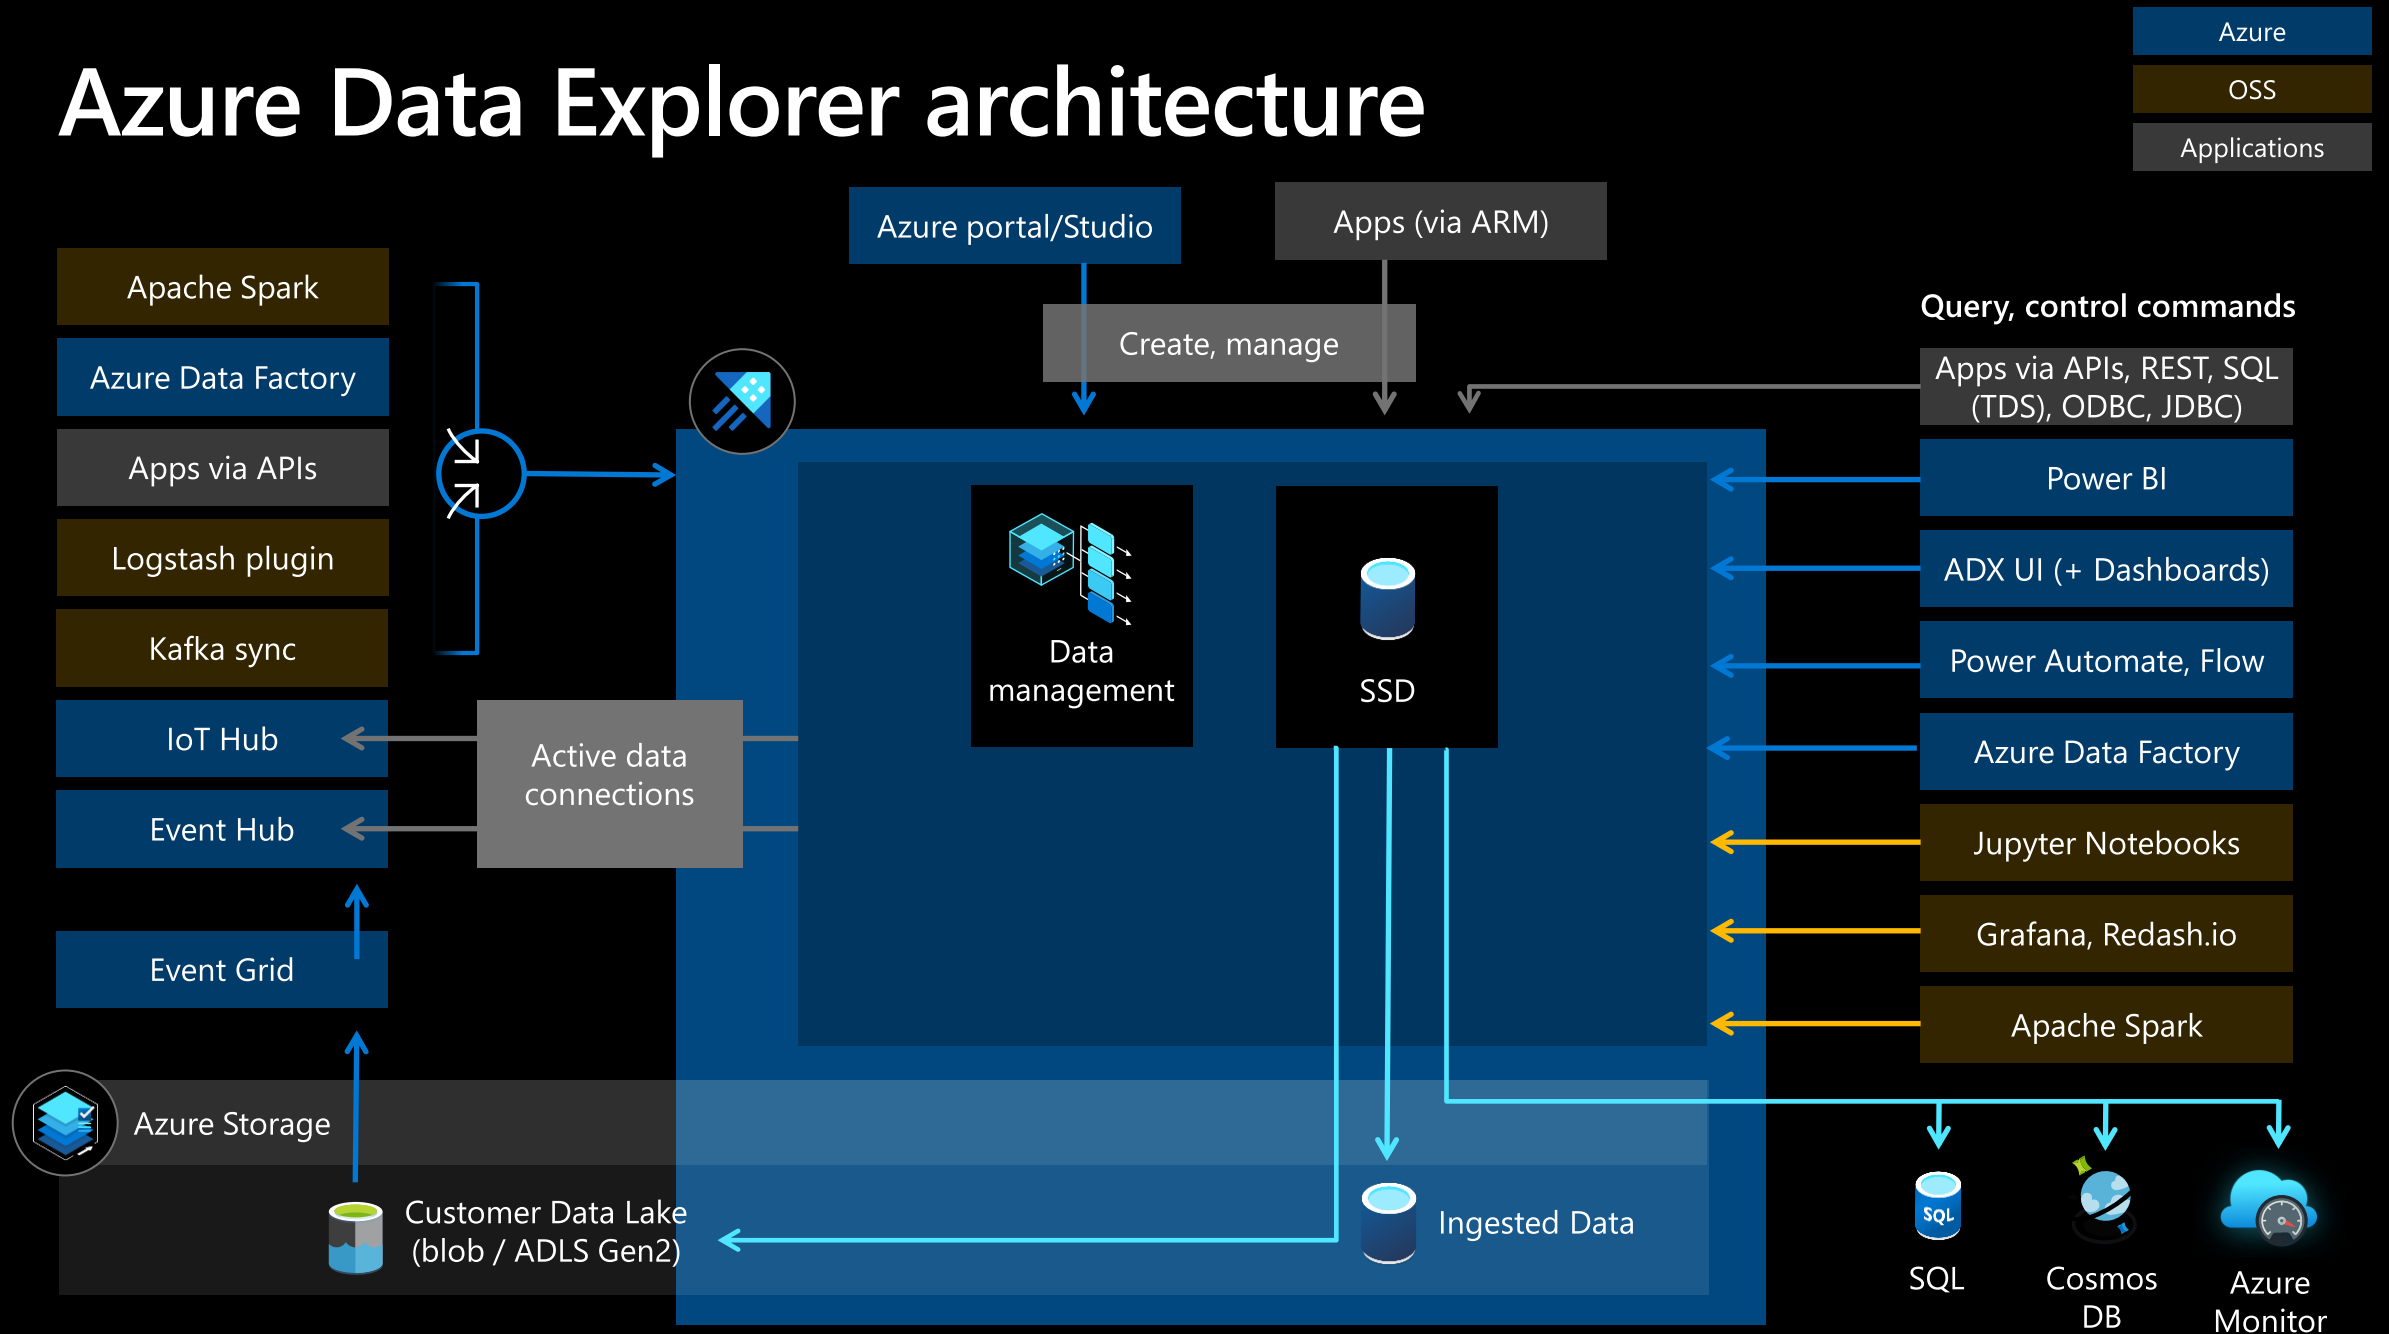 Azure Data Explorer architecture
Azure
OSS
Applications
Azure portal/Studio
Apps (via ARM)
Create, manage
Apache Spark
Azure Data Factory
Apps via APIs
Logstash plugin
Kafka sync
IoT Hub
Event Hub
Event Grid
Active data
connections
Data
management
SSD
Query, control commands
Apps via APIs, REST, SQL
(TDS), ODBC, JDBC)
Power BI
ADX UI (+ Dashboards)
Power Automate, Flow
Azure Data Factory
Jupyter Notebooks
Grafana, Redash.io
Apache Spark
Azure Storage
Customer Data Lake
(blob / ADLS Gen2)
Ingested Data
SQL
SQL
Cosmos
DB
Azure
Monitor